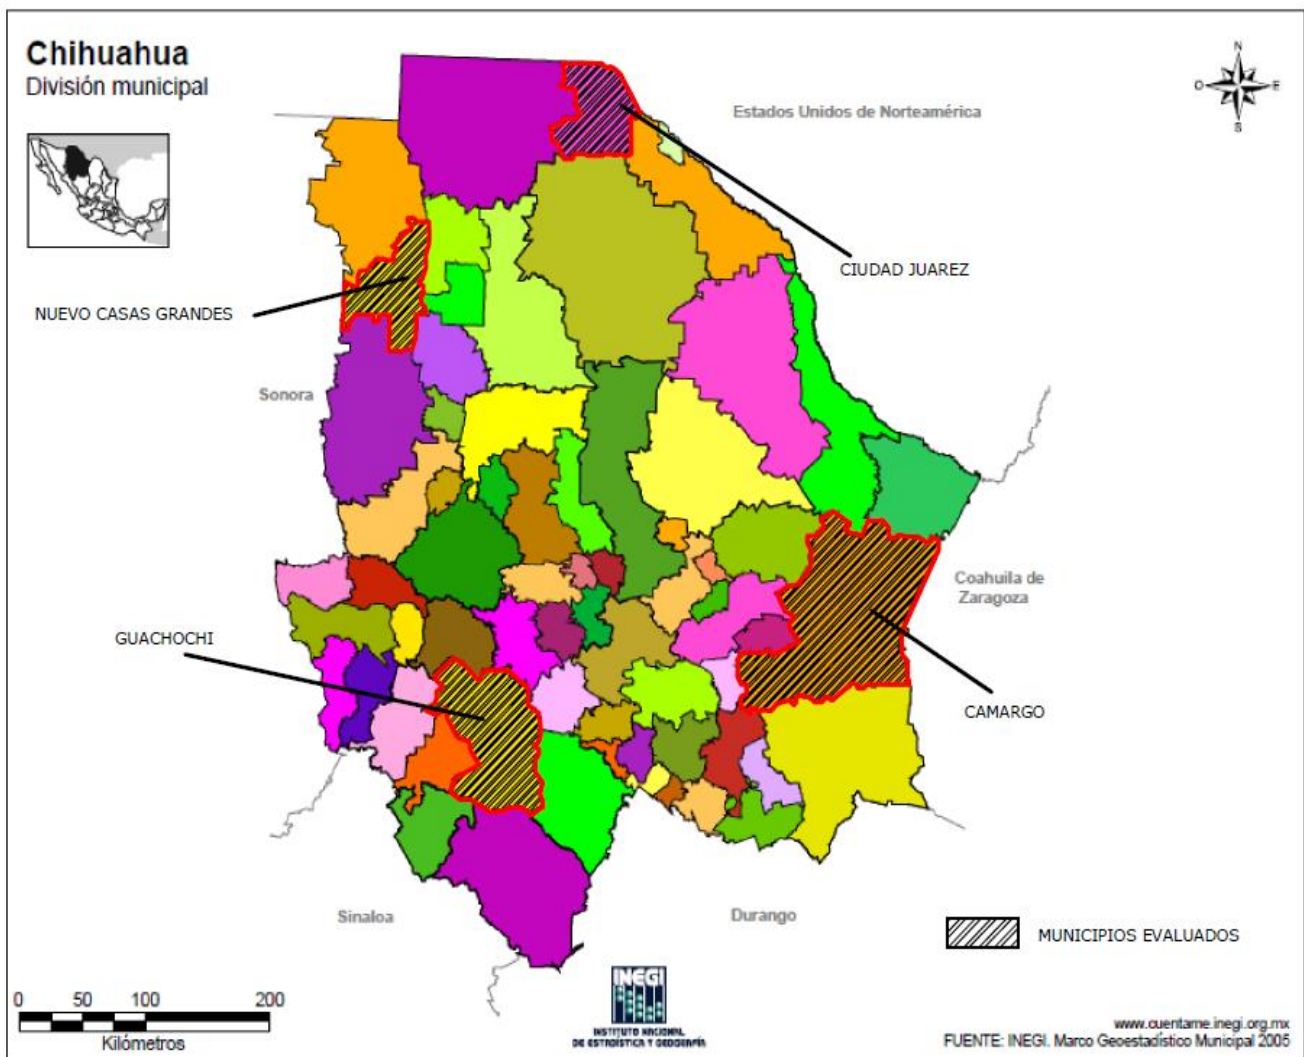 Chihuahua
División municipal
N
O
E
S
Estados Unidos de Norteamérica
CIUDAD JUAREZ
NUEVO CASAS GRANDES
Sonora
Coahuila de
Zaragoza
GUACHOCHI
CAMARGO
Sinaloa
Durango
MUNICIPIOS EVALUADOS
0 50 100 200
Kilómetros
INEGI
INSTITUTO NACIONAL
DE ESTADÍSTICA Y GEOGRAFÍA
www.cuentame.inegi.org.mx
FUENTE: INEGI. Marco Geoestadístico Municipal 2005